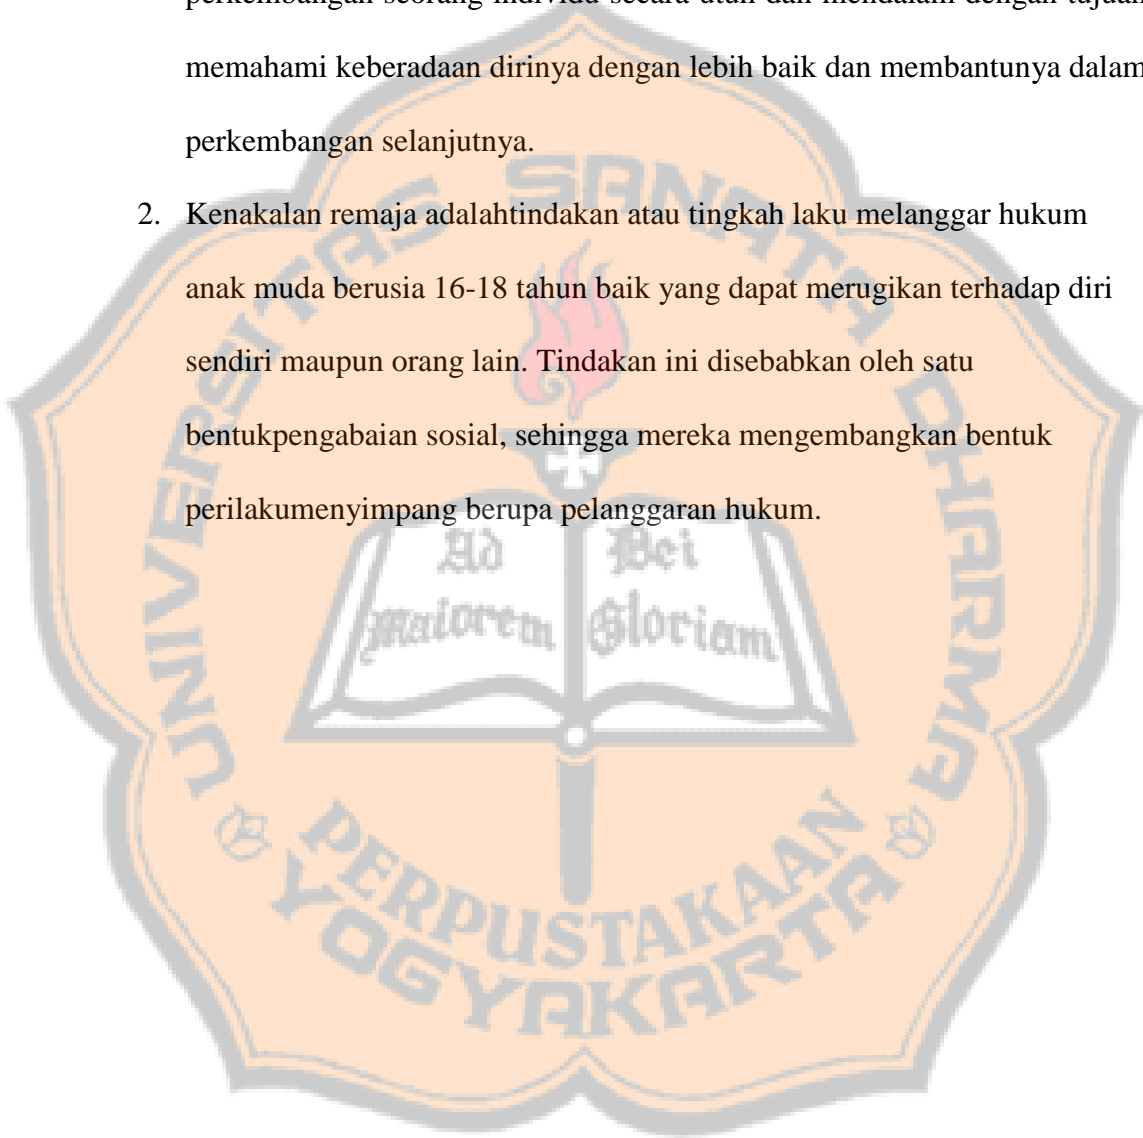 perkembangan seorang individu secara utuh dan mendalam dengan tujuan
memahami keberadaan dirinya dengan lebih baik dan membantunya dalam
perkembangan selanjutnya.
2. Kenakalan remaja adalahtindakan atau tingkah laku melanggar hukum
anak muda berusia 16-18 tahun baik yang dapat merugikan terhadap diri
sendiri maupun orang lain. Tindakan ini disebabkan oleh satu
bentukpengabaian sosial, sehingga mereka mengembangkan bentuk
perilakumenyimpang berupa pelanggaran hukum.
UNIVERSITAS SANATA DHARMA
Ad Dei
maiorem Gloriam
PERPUSTAKAAN
YOGYAKARTA